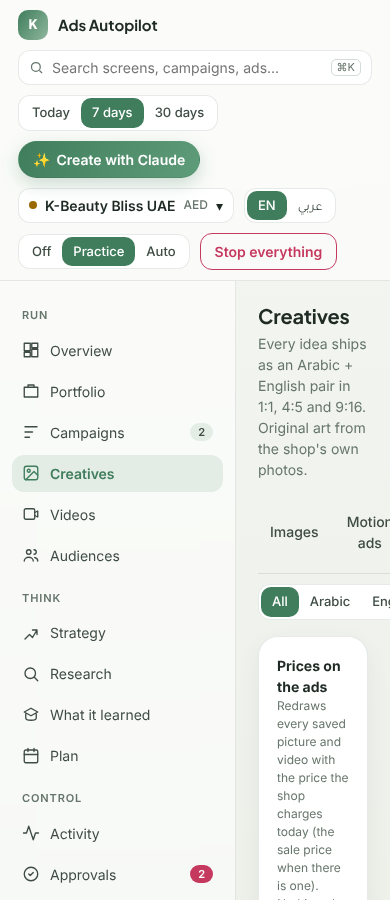 K
Ads Autopilot
Search screens, campaigns, ads...
⌘K
Today
7 days
30 days
✨ Create with Claude
K-Beauty Bliss UAE AED ▾
EN
عربي
Off
Practice
Auto
Stop everything
RUN
Overview
Portfolio
Campaigns
2
Creatives
Videos
Audiences
THINK
Strategy
Research
What it learned
Plan
CONTROL
Activity
Approvals
2
Creatives
Every idea ships
as an Arabic +
English pair in
1:1, 4:5 and 9:16.
Original art from
the shop's own
photos.
Images
Motion
ads
All
Arabic
Prices on
the ads
Redraws
every saved
picture and
video with
the price the
shop
charges
today (the
sale price
when there
is one).